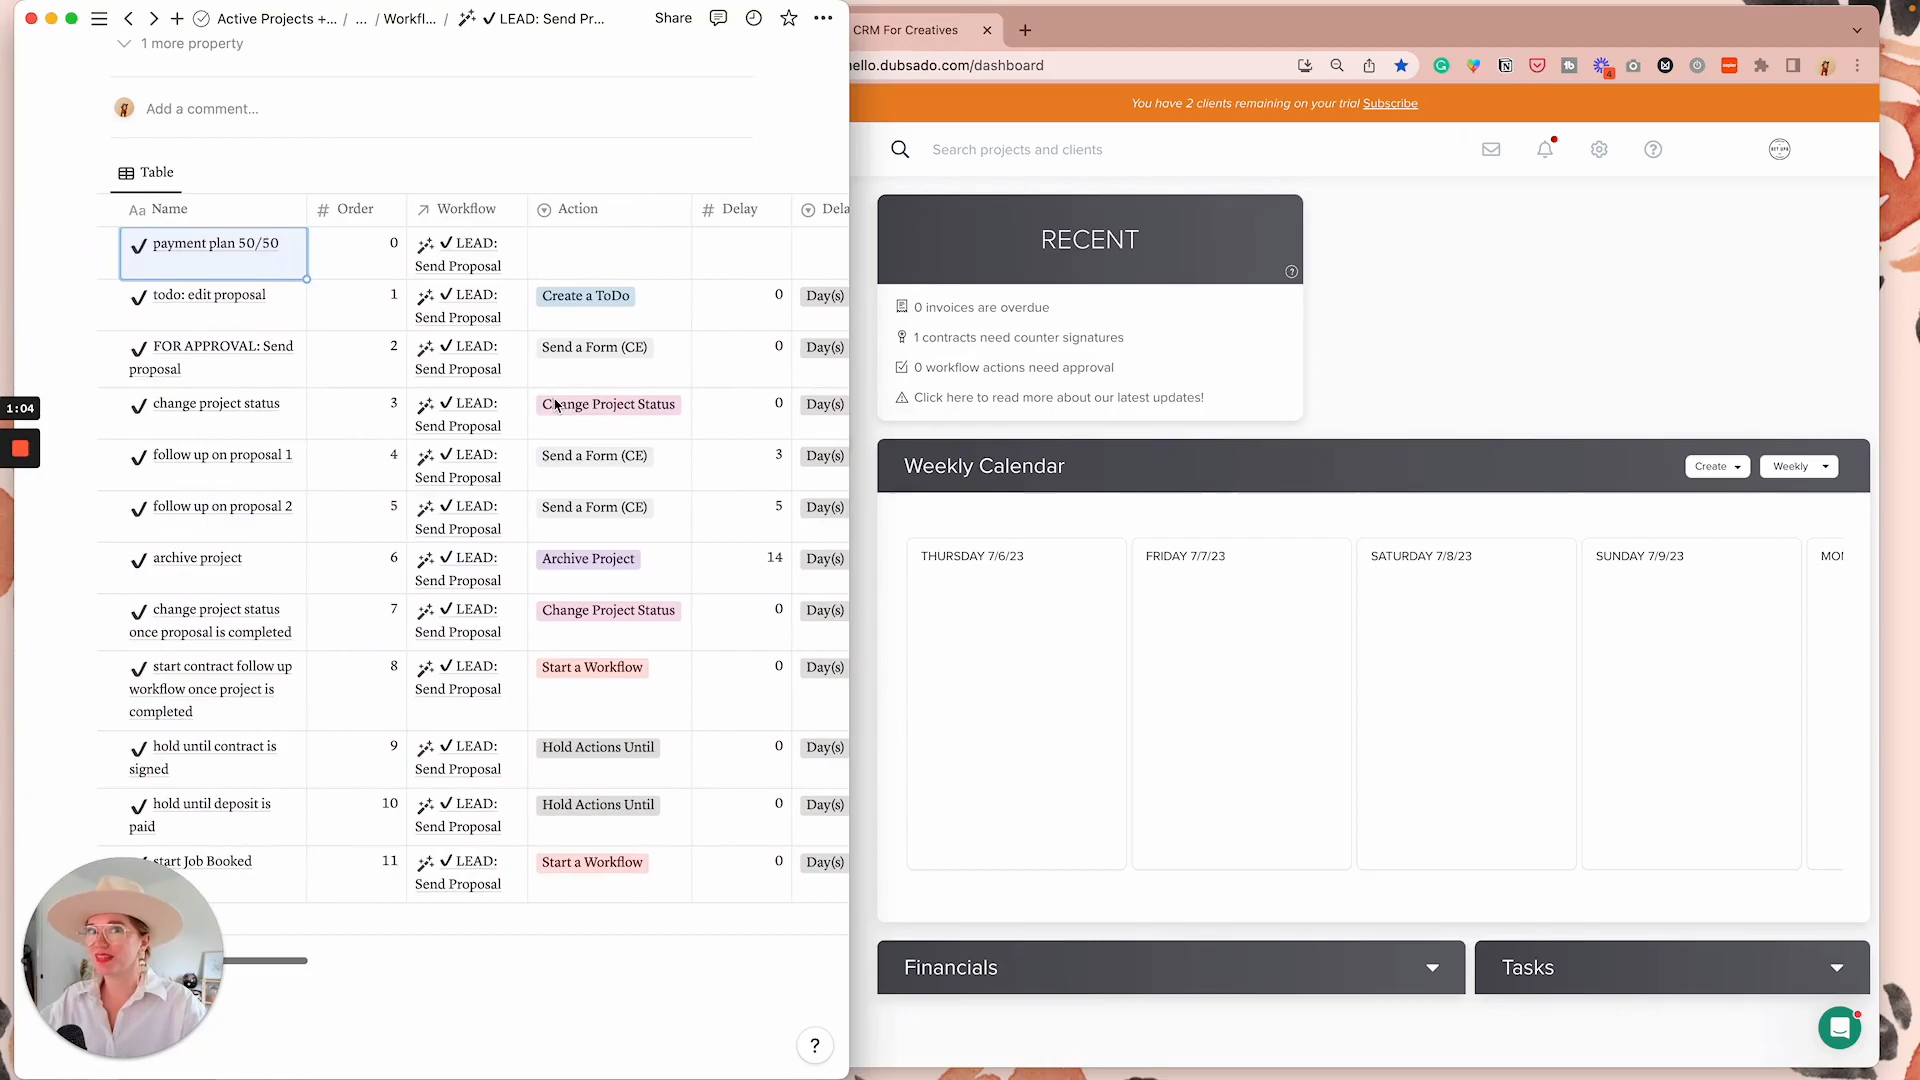 Active Projects +... / ... / Workfl... / ✔ LEAD: Send Pr... Share
1 more property
Add a comment...
Table
Aa Name # Order Workflow Action # Delay Dela
payment plan 50/50 0 ✔ LEAD:
Send Proposal
todo: edit proposal 1 ✔ LEAD: Create a ToDo 0 Day(s)
Send Proposal
FOR APPROVAL: Send 2 ✔ LEAD: Send a Form (CE) 0 Day(s)
proposal Send Proposal
change project status 3 ✔ LEAD: Change Project Status 0 Day(s)
Send Proposal
follow up on proposal 1 4 ✔ LEAD: Send a Form (CE) 3 Day(s)
Send Proposal
follow up on proposal 2 5 ✔ LEAD: Send a Form (CE) 5 Day(s)
Send Proposal
archive project 6 ✔ LEAD: Archive Project 14 Day(s)
Send Proposal
change project status 7 ✔ LEAD: Change Project Status 0 Day(s)
once proposal is completed Send Proposal
start contract follow up 8 ✔ LEAD: Start a Workflow 0 Day(s)
workflow once project is Send Proposal
completed
hold until contract is 9 ✔ LEAD: Hold Actions Until 0 Day(s)
signed Send Proposal
hold until deposit is 10 ✔ LEAD: Hold Actions Until 0 Day(s)
paid Send Proposal
start Job Booked 11 ✔ LEAD: Start a Workflow 0 Day(s)
Send Proposal
1:04
?
CRM For Creatives
hello.dubsado.com/dashboard
4
You have 2 clients remaining on your trial Subscribe
Search projects and clients
RECENT
0 invoices are overdue
1 contracts need counter signatures
0 workflow actions need approval
Click here to read more about our latest updates!
Weekly Calendar Create Weekly
THURSDAY 7/6/23 FRIDAY 7/7/23 SATURDAY 7/8/23 SUNDAY 7/9/23 MON
Financials Tasks